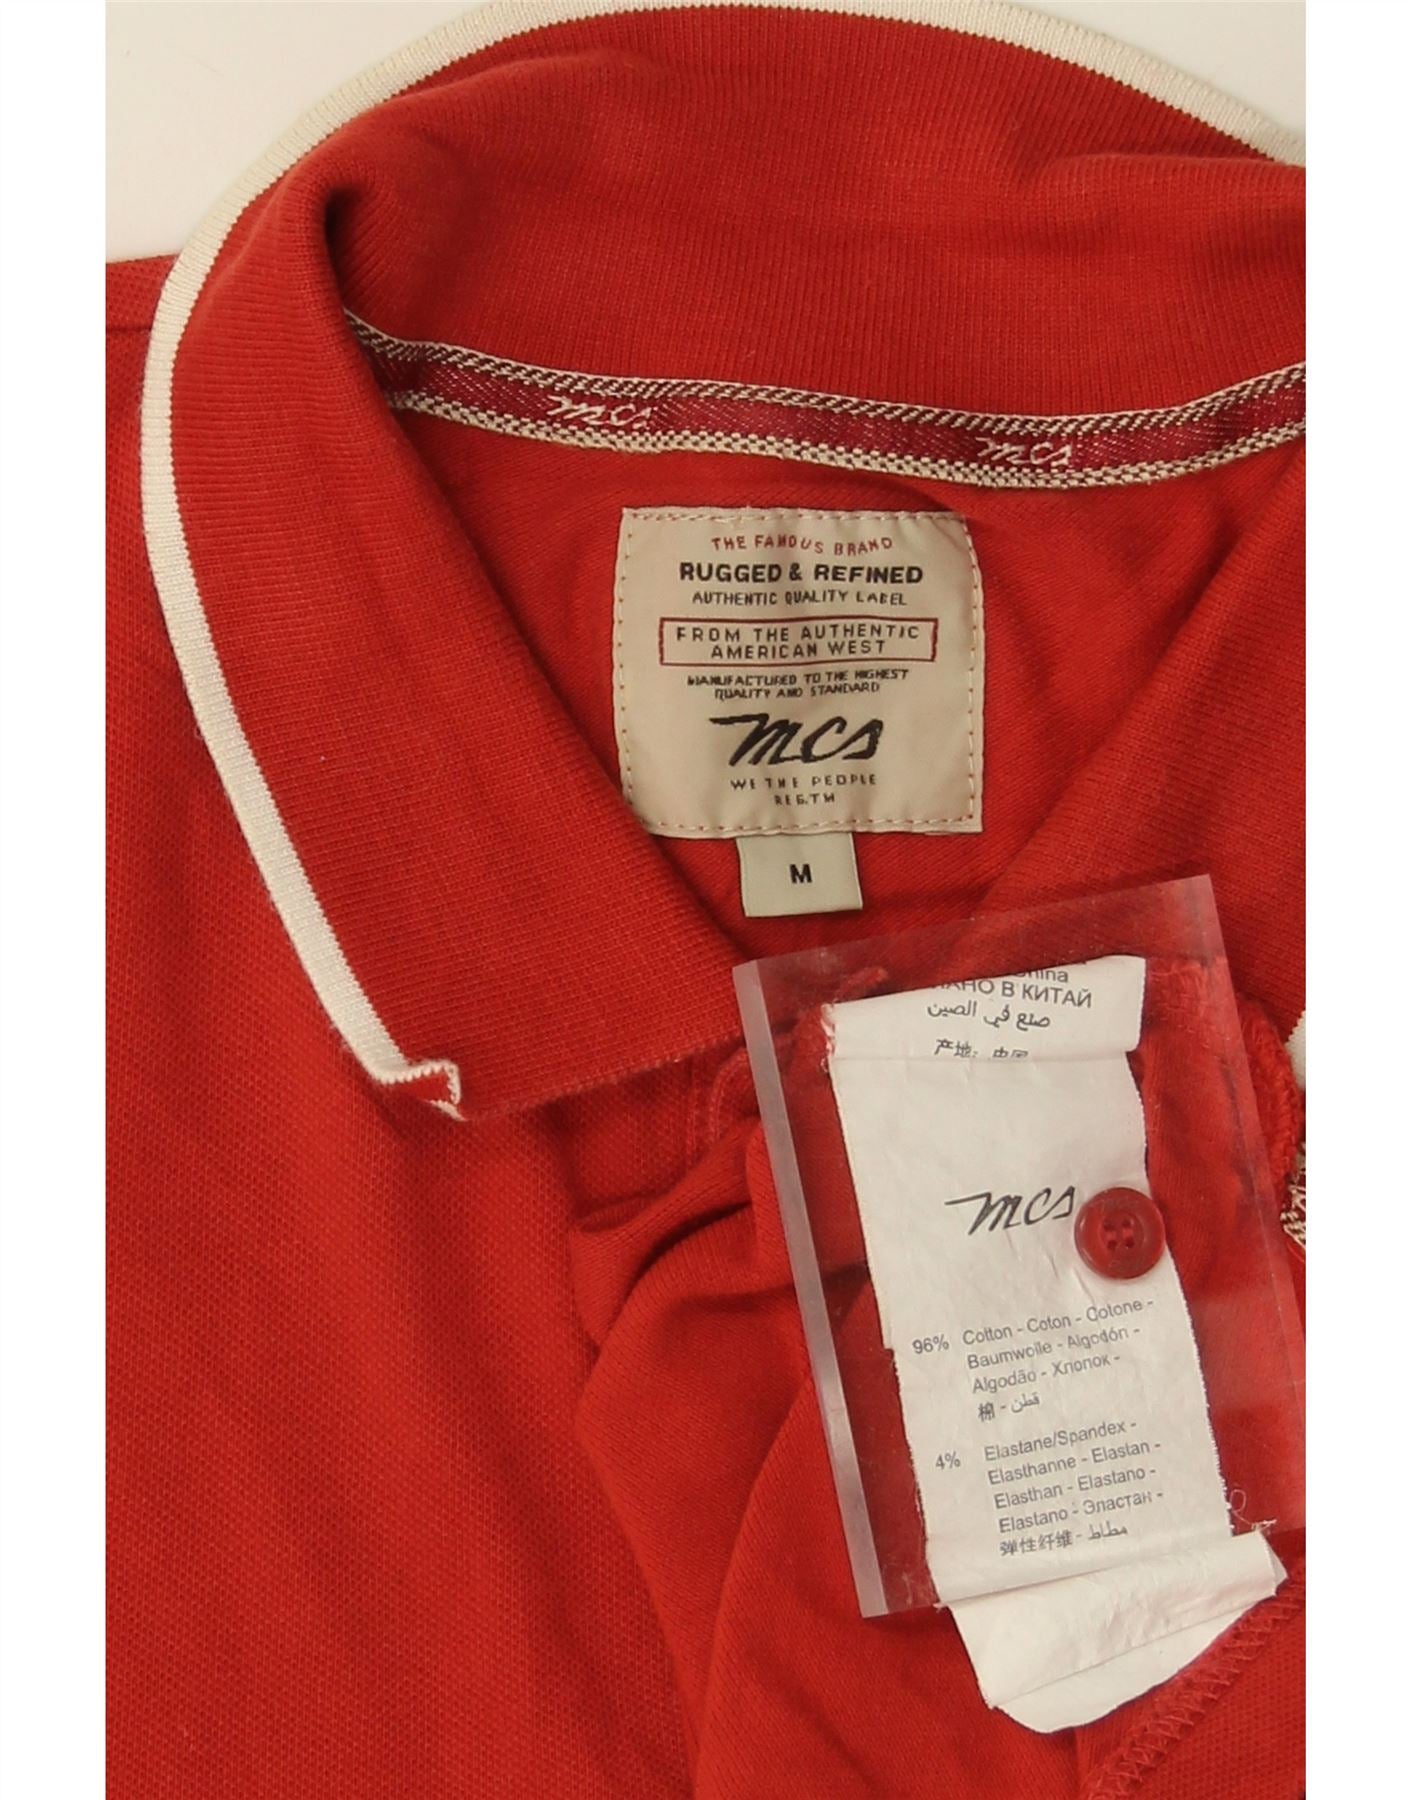 mcs
mcs
THE FAMOUS BRAND
RUGGED & REFINED
AUTHENTIC QUALITY LABEL
FROM THE AUTHENTIC
AMERICAN WEST
MANUFACTURED TO THE HIGHEST
QUALITY AND STANDARD
mcs
WE THE PEOPLE
REG.TM
M
В КИТАЙ
صنع في الصين
产地: 中国
mcs
96% Cotton - Coton - Cotone -
Baumwolle - Algodón -
Algodão - Хлопок -
棉 - قطن
4% Elastane/Spandex -
Elasthanne - Elastan -
Elasthan - Elastano -
Elastano - Эластан -
弹性纤维 - مطاط